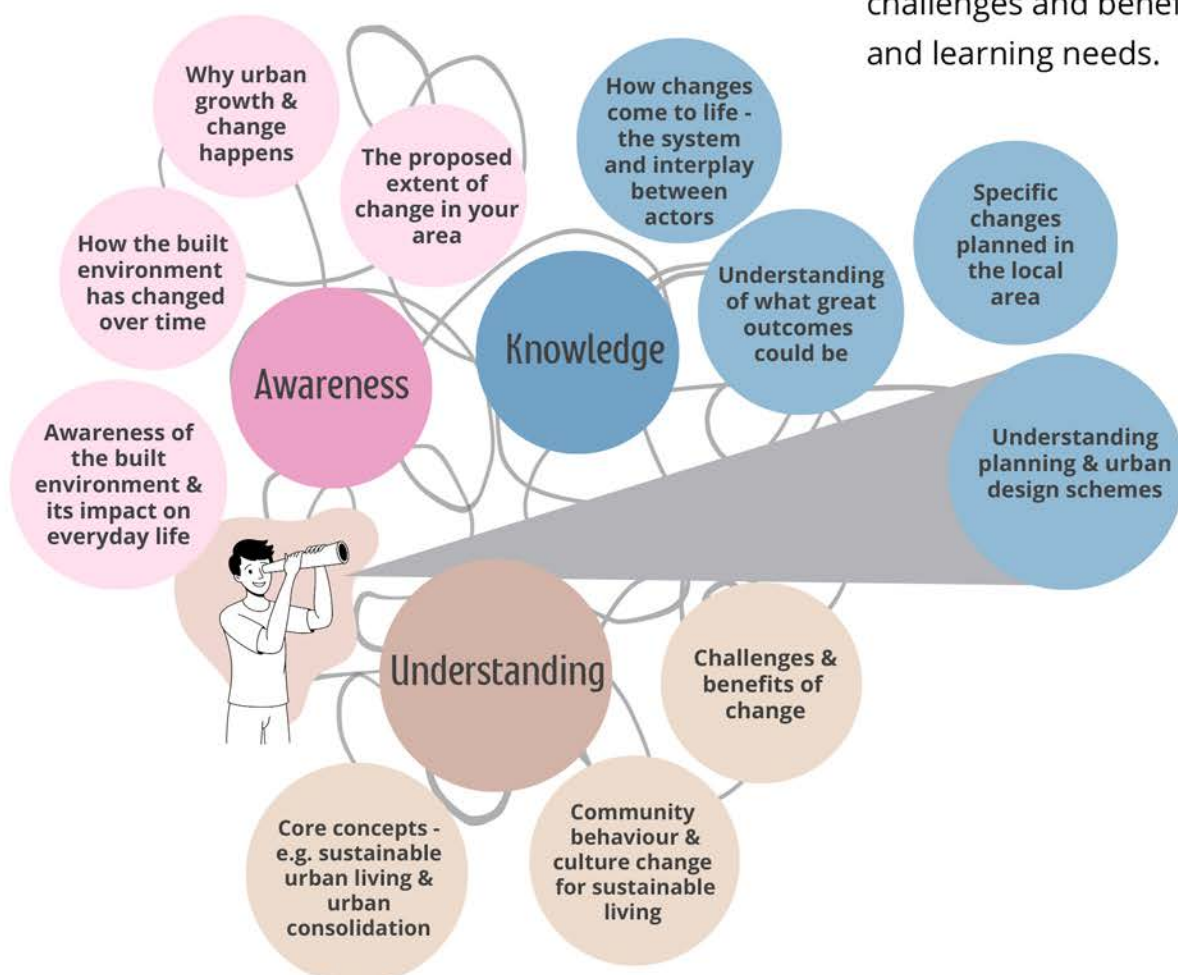 challenges and benef
and learning needs.
Why urban
growth &
change
happens
The proposed
extent of
change in your
area
How the built
environment
has changed
over time
Awareness
Awareness of
the built
environment &
its impact on
everyday life
How changes
come to life -
the system
and interplay
between
actors
Knowledge
Understanding
of what great
outcomes
could be
Specific
changes
planned in
the local
area
Understanding
planning & urban
design schemes
Understanding
Challenges &
benefits of
change
Core concepts -
e.g. sustainable
urban living &
urban
consolidation
Community
behaviour &
culture change
for sustainable
living